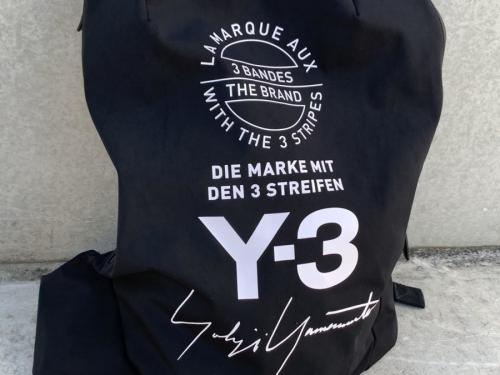 LA MARQUE AUX
3 BANDES
THE BRAND
WITH THE 3 STRIPES
DIE MARKE MIT
DEN 3 STREIFEN
Y-3
Yohji Yamamoto